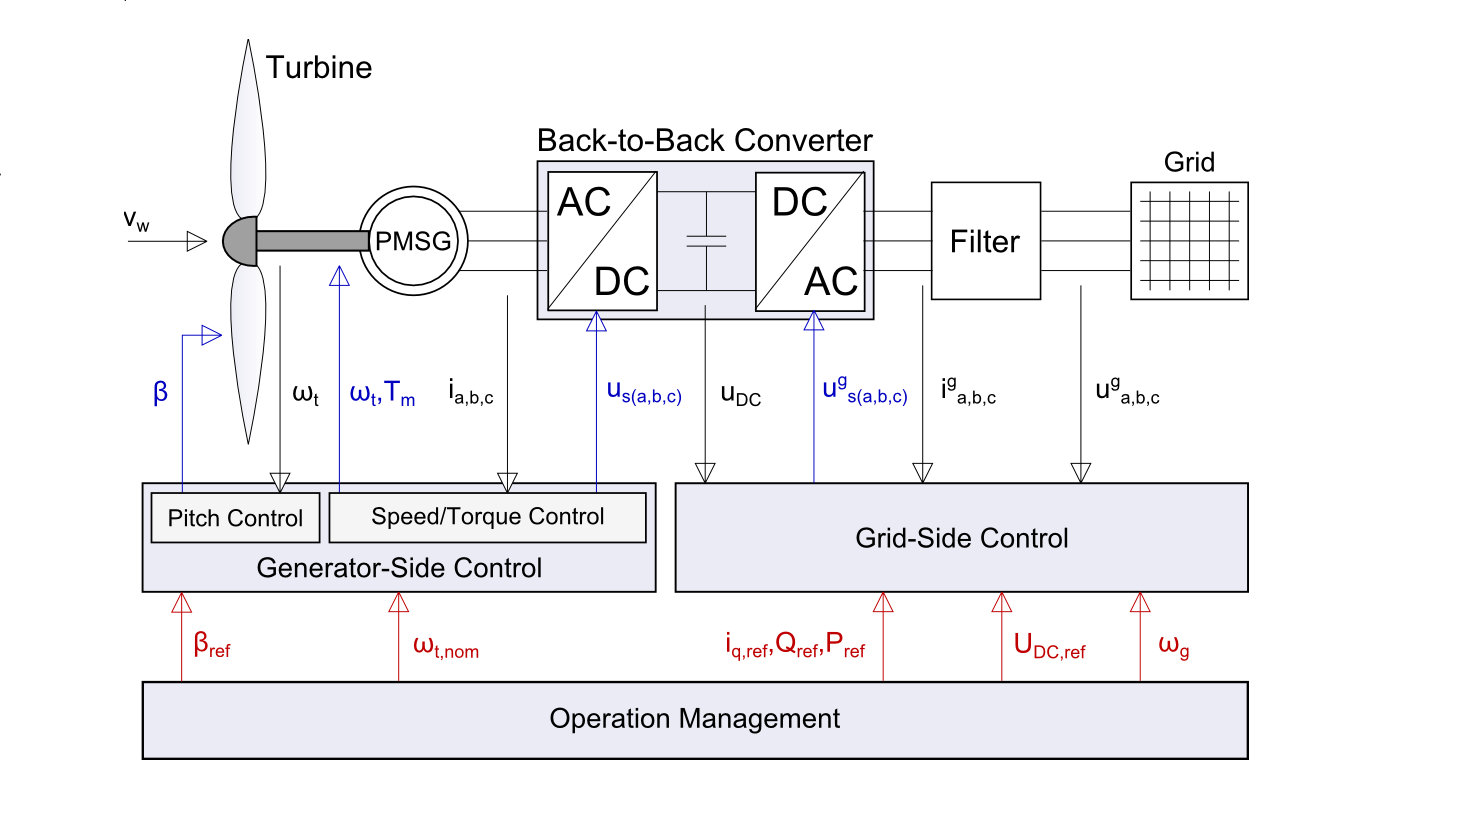 Turbine
Back-to-Back Converter
Grid
v_w
PMSG
AC
DC
DC
AC
Filter
β
ω_t
ω_t,T_m
i_a,b,c
u_s(a,b,c)
u_DC
u^g_s(a,b,c)
i^g_a,b,c
u^g_a,b,c
Pitch Control
Speed/Torque Control
Generator-Side Control
Grid-Side Control
β_ref
ω_t,nom
i_q,ref,Q_ref,P_ref
U_DC,ref
ω_g
Operation Management